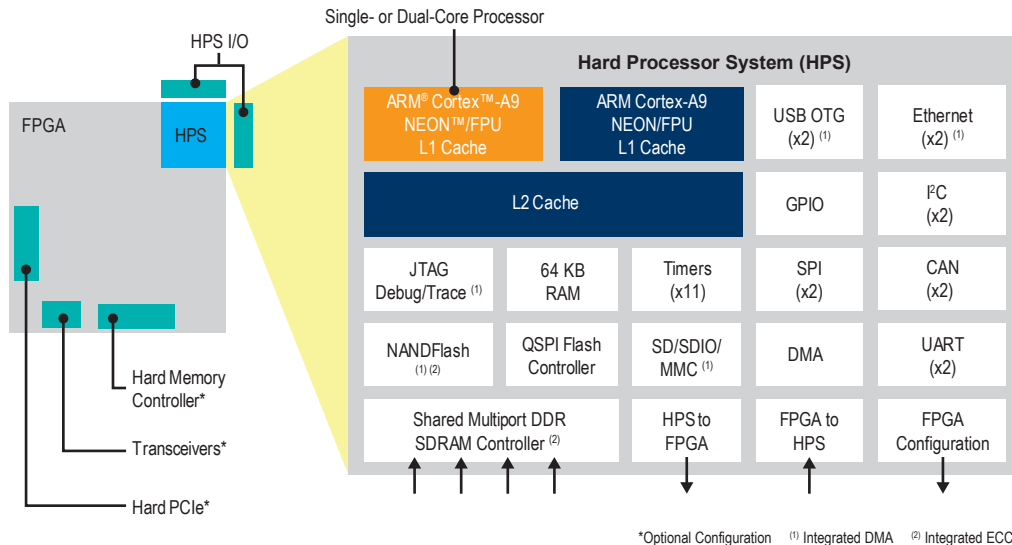 Single- or Dual-Core Processor
HPS I/O
FPGA
HPS
Hard Memory
Controller*
Transceivers*
Hard PCIe*
Hard Processor System (HPS)
ARM® Cortex™-A9
NEON™/FPU
L1 Cache
ARM Cortex-A9
NEON/FPU
L1 Cache
USB OTG
(x2) (1)
Ethernet
(x2) (1)
L2 Cache
GPIO
I²C
(x2)
JTAG
Debug/Trace (1)
64 KB
RAM
Timers
(x11)
SPI
(x2)
CAN
(x2)
NANDFlash
(1) (2)
QSPI Flash
Controller
SD/SDIO/
MMC (1)
DMA
UART
(x2)
Shared Multiport DDR
SDRAM Controller (2)
HPS to
FPGA
FPGA to
HPS
FPGA
Configuration
*Optional Configuration (1) Integrated DMA (2) Integrated ECC